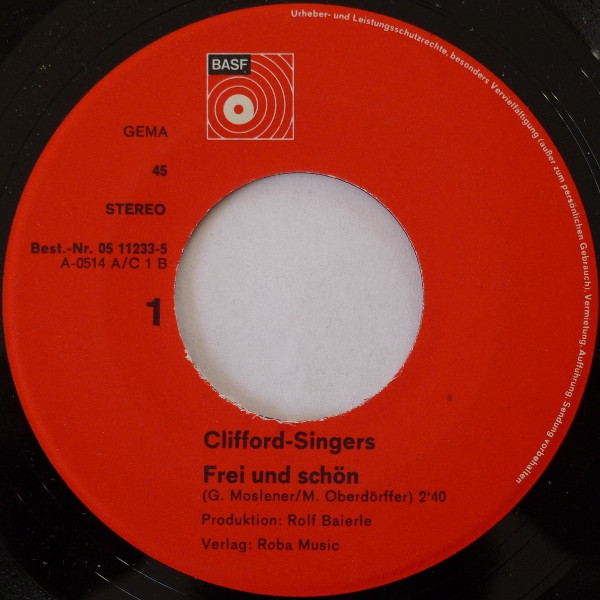 Urheber- und Leistungsschutzrechte, besonders Vervielfältigung (außer zum persönlichen Gebrauch), Vermietung, Aufführung, Sendung vorbehalten
BASF
GEMA
45
STEREO
Best.-Nr. 05 11233-5
A-0514 A/C 1 B
1
Clifford-Singers
Frei und schön
(G. Moslener/M. Oberdörffer) 2'40
Produktion: Rolf Baierle
Verlag: Roba Music